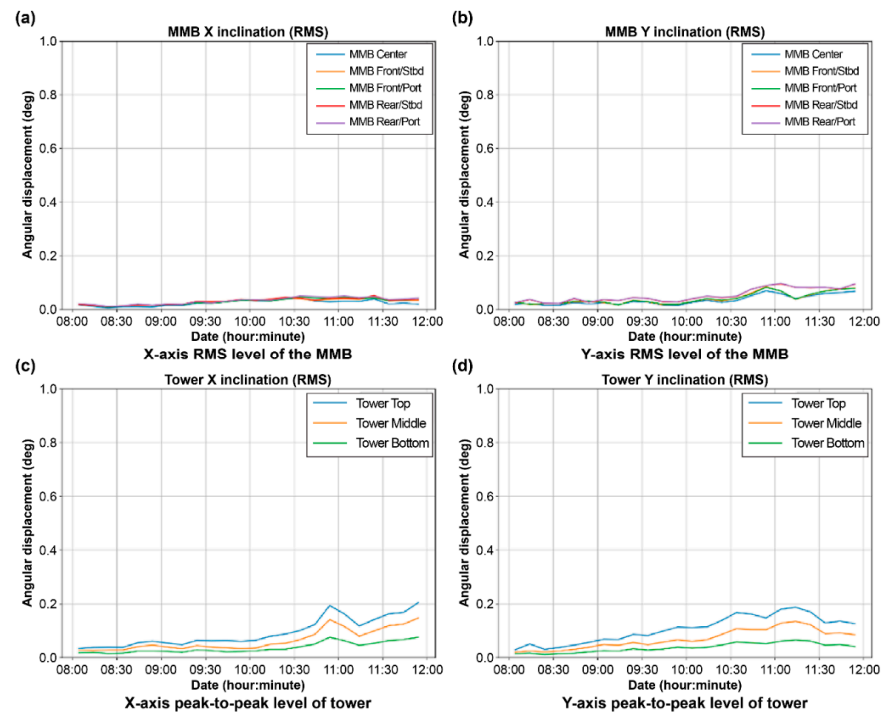 (a)
MMB X inclination (RMS)
Angular displacement (deg)
1.0
0.8
0.6
0.4
0.2
0.0
MMB Center
MMB Front/Stbd
MMB Front/Port
MMB Rear/Stbd
MMB Rear/Port
08:00 08:30 09:00 09:30 10:00 10:30 11:00 11:30 12:00
Date (hour:minute)
X-axis RMS level of the MMB
(b)
MMB Y inclination (RMS)
Angular displacement (deg)
1.0
0.8
0.6
0.4
0.2
0.0
MMB Center
MMB Front/Stbd
MMB Front/Port
MMB Rear/Stbd
MMB Rear/Port
08:00 08:30 09:00 09:30 10:00 10:30 11:00 11:30 12:00
Date (hour:minute)
Y-axis RMS level of the MMB
(c)
Tower X inclination (RMS)
Angular displacement (deg)
1.0
0.8
0.6
0.4
0.2
0.0
Tower Top
Tower Middle
Tower Bottom
08:00 08:30 09:00 09:30 10:00 10:30 11:00 11:30 12:00
Date (hour:minute)
X-axis peak-to-peak level of tower
(d)
Tower Y inclination (RMS)
Angular displacement (deg)
1.0
0.8
0.6
0.4
0.2
0.0
Tower Top
Tower Middle
Tower Bottom
08:00 08:30 09:00 09:30 10:00 10:30 11:00 11:30 12:00
Date (hour:minute)
Y-axis peak-to-peak level of tower